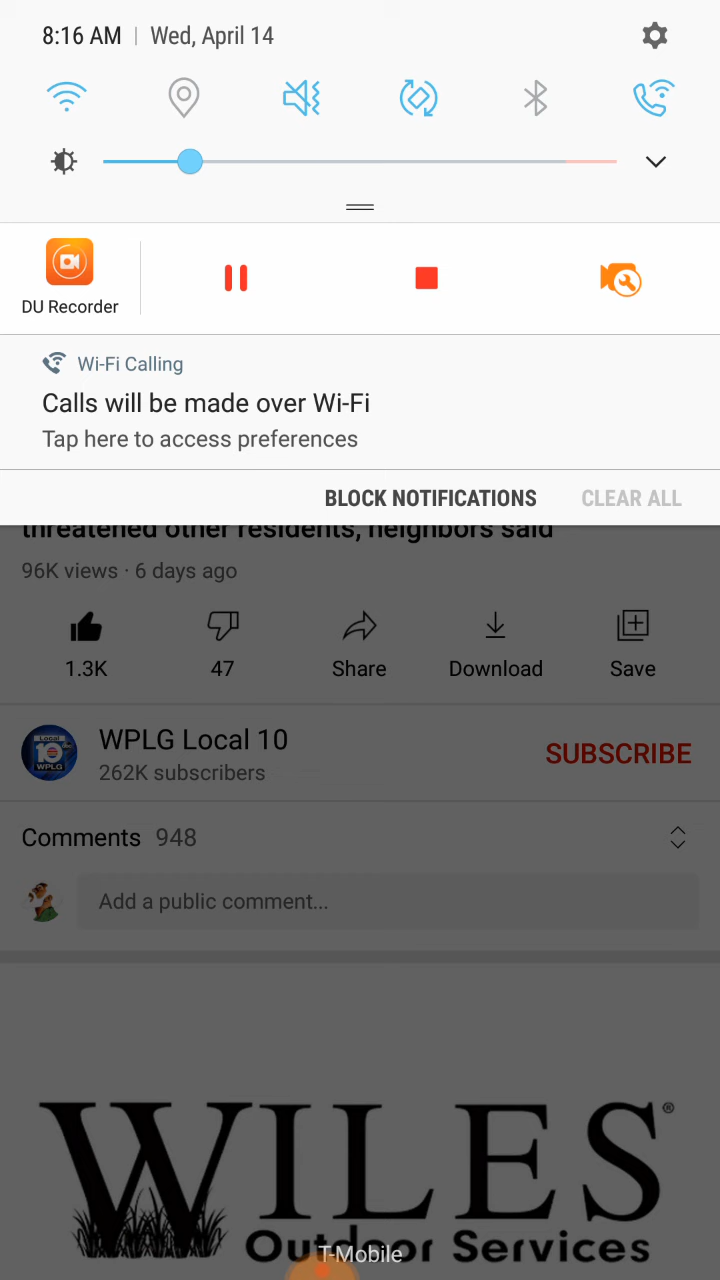 8:16 AM | Wed, April 14
DU Recorder
Wi-Fi Calling
Calls will be made over Wi-Fi
Tap here to access preferences
BLOCK NOTIFICATIONS CLEAR ALL
threatened other residents, neighbors said
96K views · 6 days ago
1.3K 47 Share Download Save
Local
10
WPLG
WPLG Local 10
SUBSCRIBE
262K subscribers
Comments 948
Add a public comment...
WILES®
Outdoor Services
T-Mobile